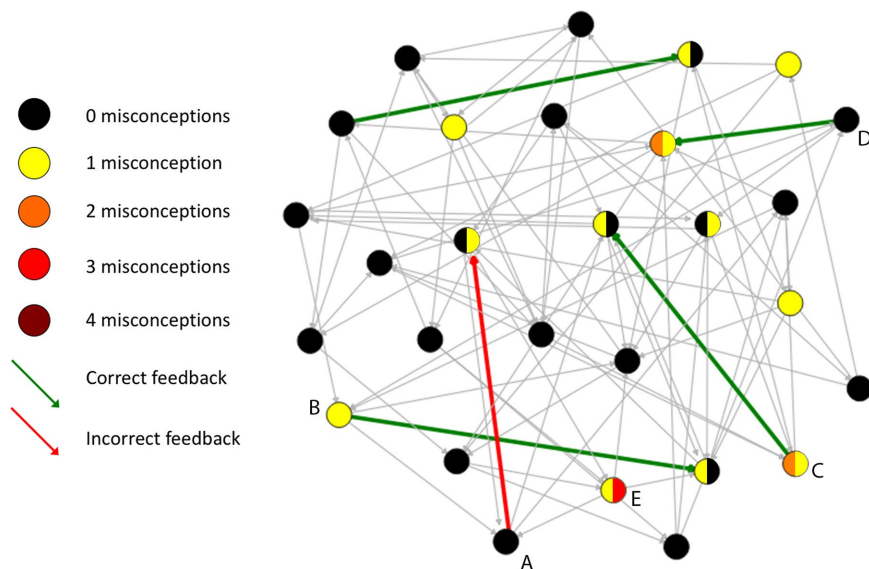 0 misconceptions
1 misconception
2 misconceptions
3 misconceptions
4 misconceptions
Correct feedback
Incorrect feedback
D
B
C
E
A